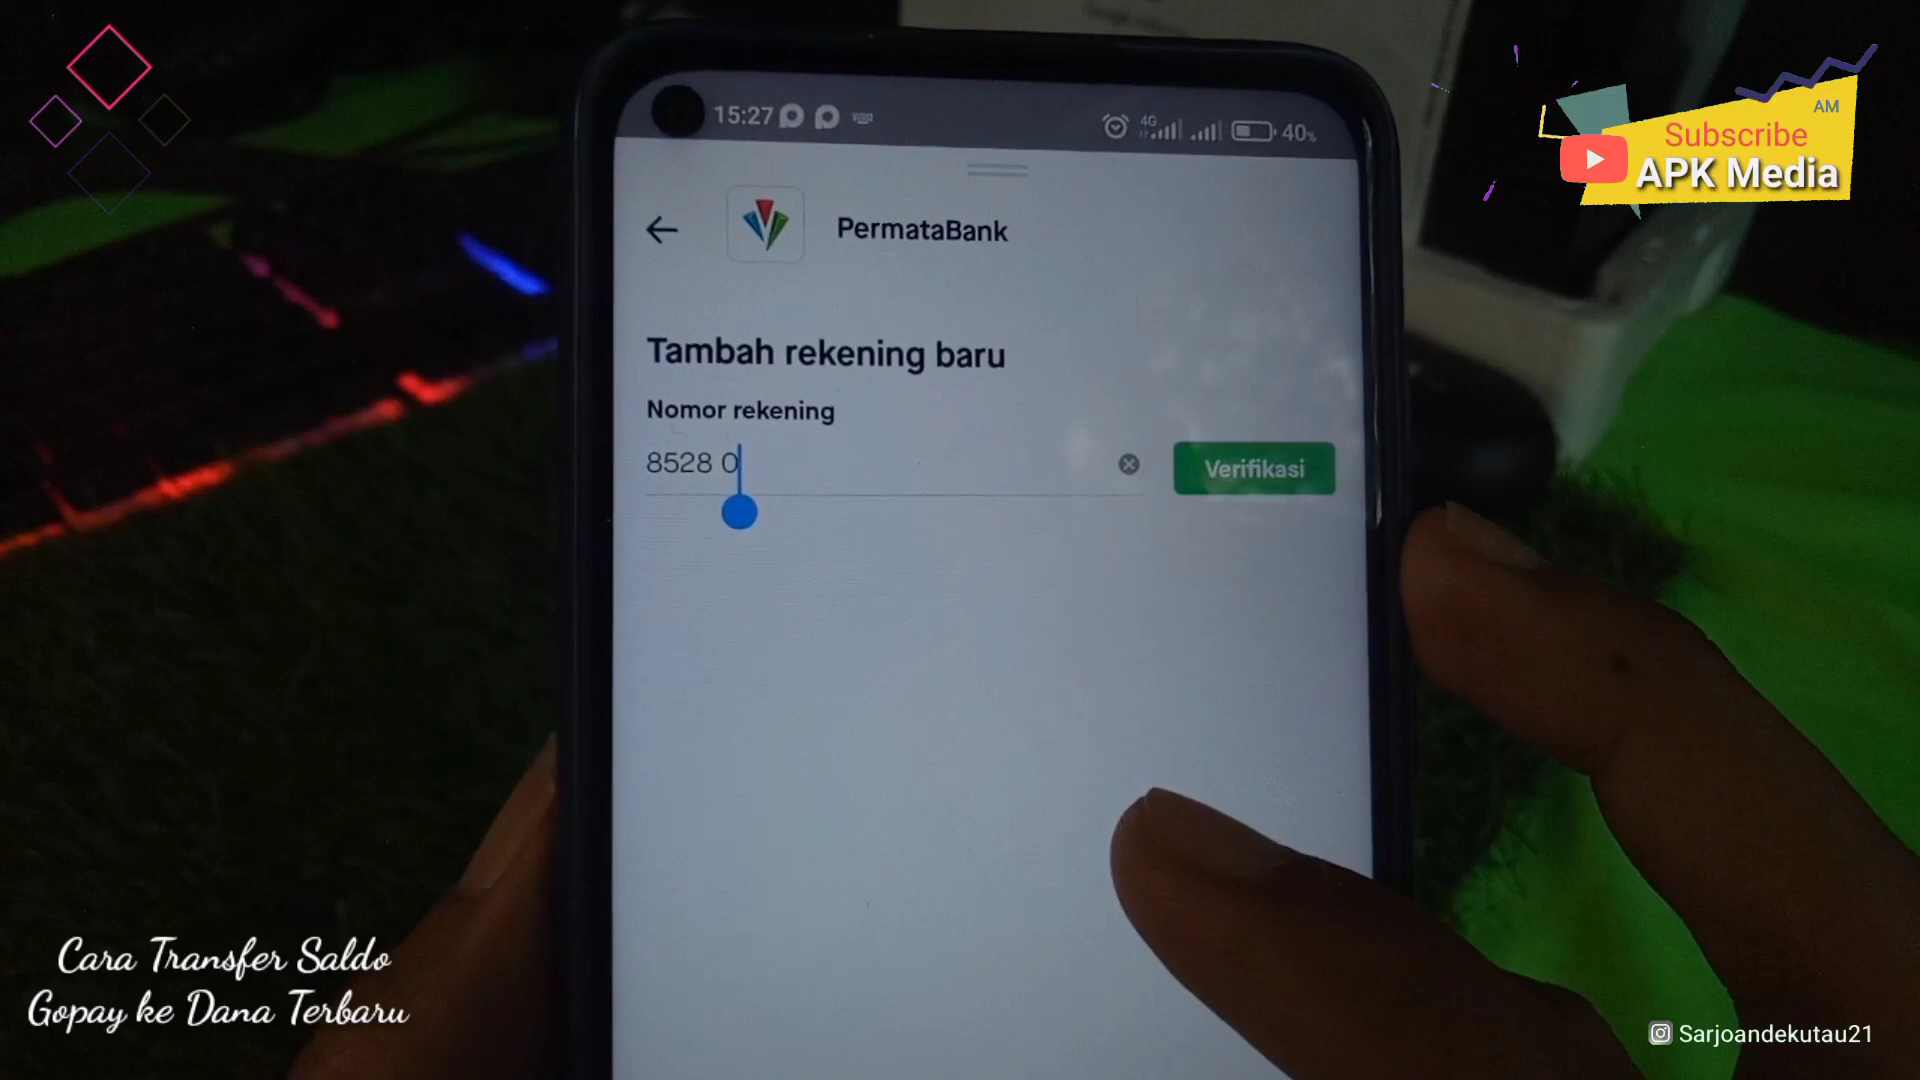 15:27
4G
40%
AM
Subscribe
APK Media
PermataBank
Tambah rekening baru
Nomor rekening
8528 0
Verifikasi
Cara Transfer Saldo
Gopay ke Dana Terbaru
Sarjoandekutau21